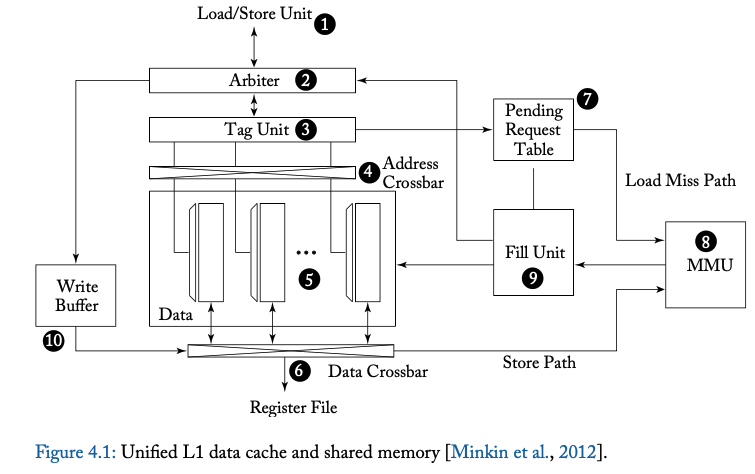 Load/Store Unit 1
Arbiter 2
Tag Unit 3
4 Address
Crossbar
7
Pending
Request
Table
Load Miss Path
8
MMU
Fill Unit
9
•••
5
Data
Write
Buffer
10
6 Data Crossbar
Store Path
Register File
Figure 4.1: Unified L1 data cache and shared memory [Minkin et al., 2012].